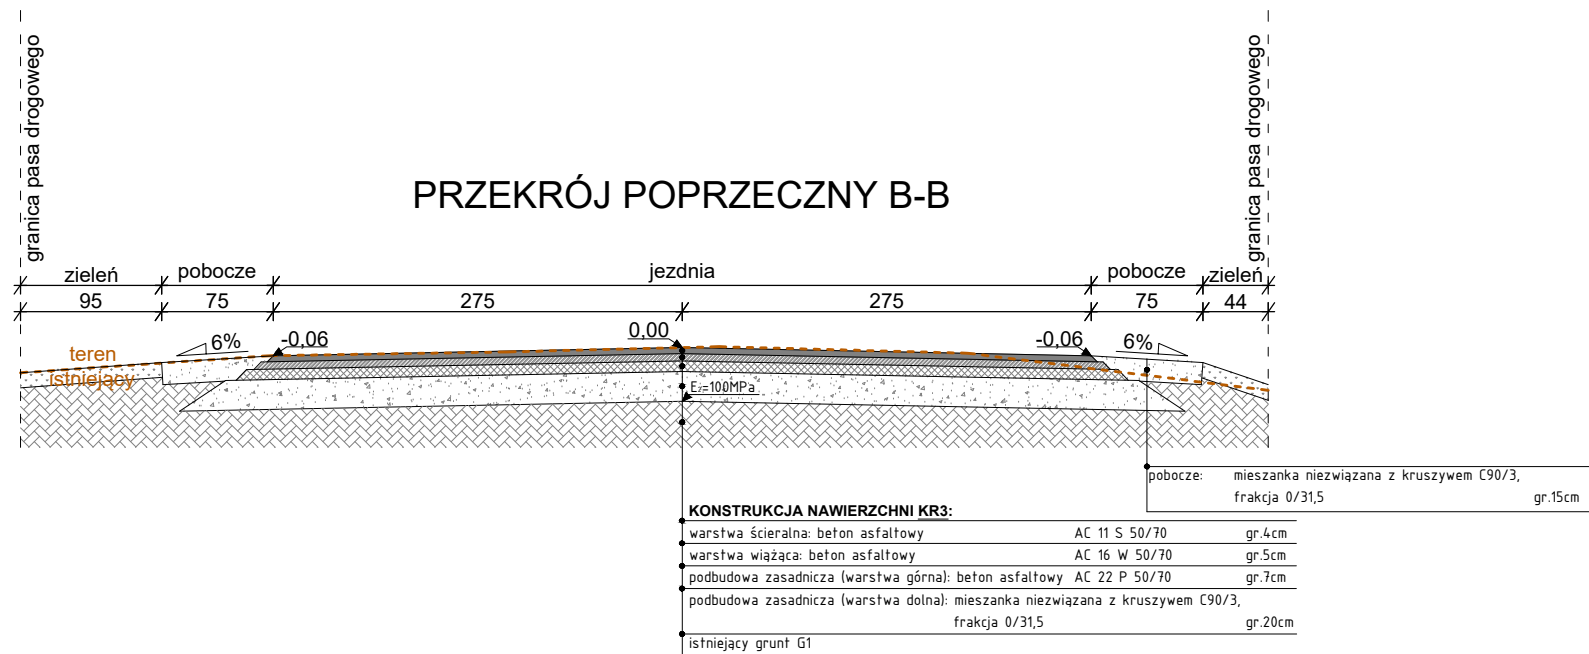 granica pasa drogowego
granica pasa drogowego
PRZEKRÓJ POPRZECZNY B-B
zieleń pobocze jezdnia pobocze zieleń
95 75 275 275 75 44
6% -0,06 0,00 -0,06 6%
teren
istniejący
E₂=100MPa
pobocze: mieszanka niezwiązana z kruszywem C90/3,
frakcja 0/31,5 gr.15cm
KONSTRUKCJA NAWIERZCHNI KR3:
warstwa ścieralna: beton asfaltowy AC 11 S 50/70 gr.4cm
warstwa wiążąca: beton asfaltowy AC 16 W 50/70 gr.5cm
podbudowa zasadnicza (warstwa górna): beton asfaltowy AC 22 P 50/70 gr.7cm
podbudowa zasadnicza (warstwa dolna): mieszanka niezwiązana z kruszywem C90/3,
frakcja 0/31,5 gr.20cm
istniejący grunt G1